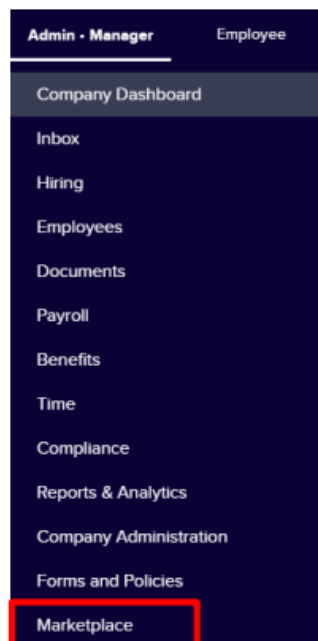 Admin - Manager Employee
Company Dashboard
Inbox
Hiring
Employees
Documents
Payroll
Benefits
Time
Compliance
Reports & Analytics
Company Administration
Forms and Policies
Marketplace